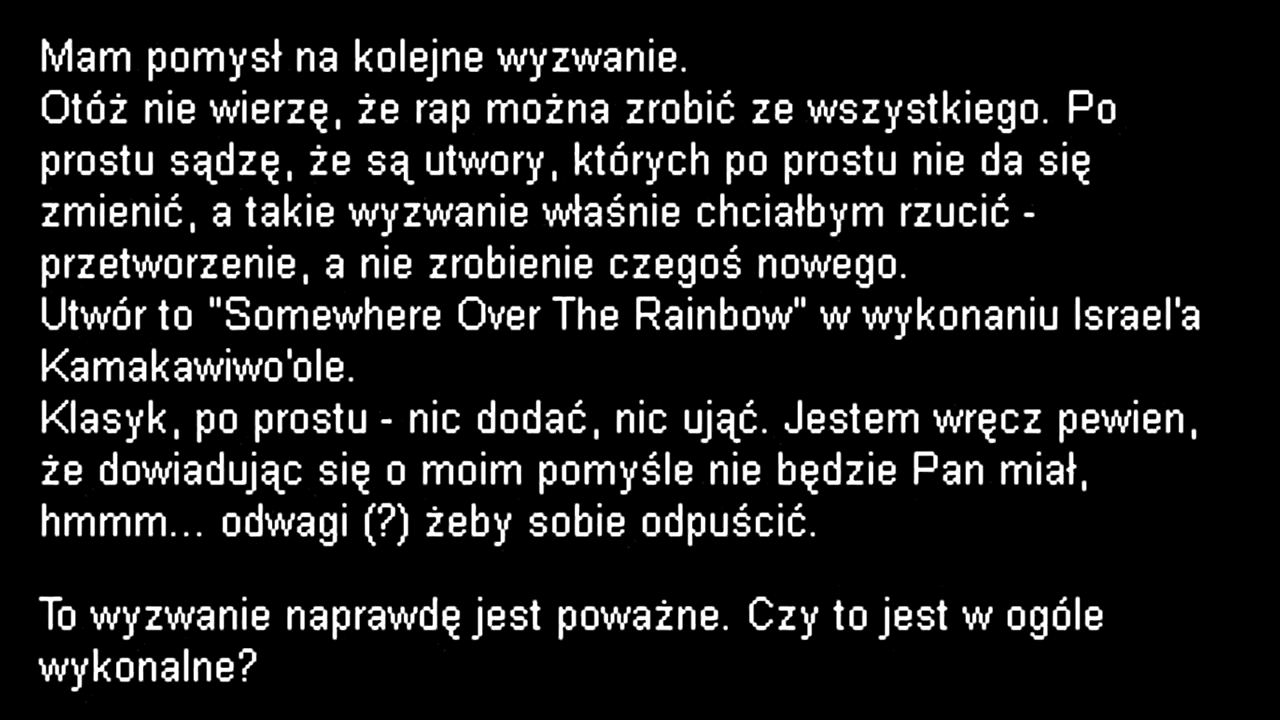 Mam pomysł na kolejne wyzwanie.
Otóż nie wierzę, że rap można zrobić ze wszystkiego. Po
prostu sądzę, że są utwory, których po prostu nie da się
zmienić, a takie wyzwanie właśnie chciałbym rzucić -
przetworzenie, a nie zrobienie czegoś nowego.
Utwór to "Somewhere Over The Rainbow" w wykonaniu Israel'a
Kamakawiwo'ole.
Klasyk, po prostu - nic dodać, nic ująć. Jestem wręcz pewien,
że dowiadując się o moim pomyśle nie będzie Pan miał,
hmmm... odwagi (?) żeby sobie odpuścić.
To wyzwanie naprawdę jest poważne. Czy to jest w ogóle
wykonalne?